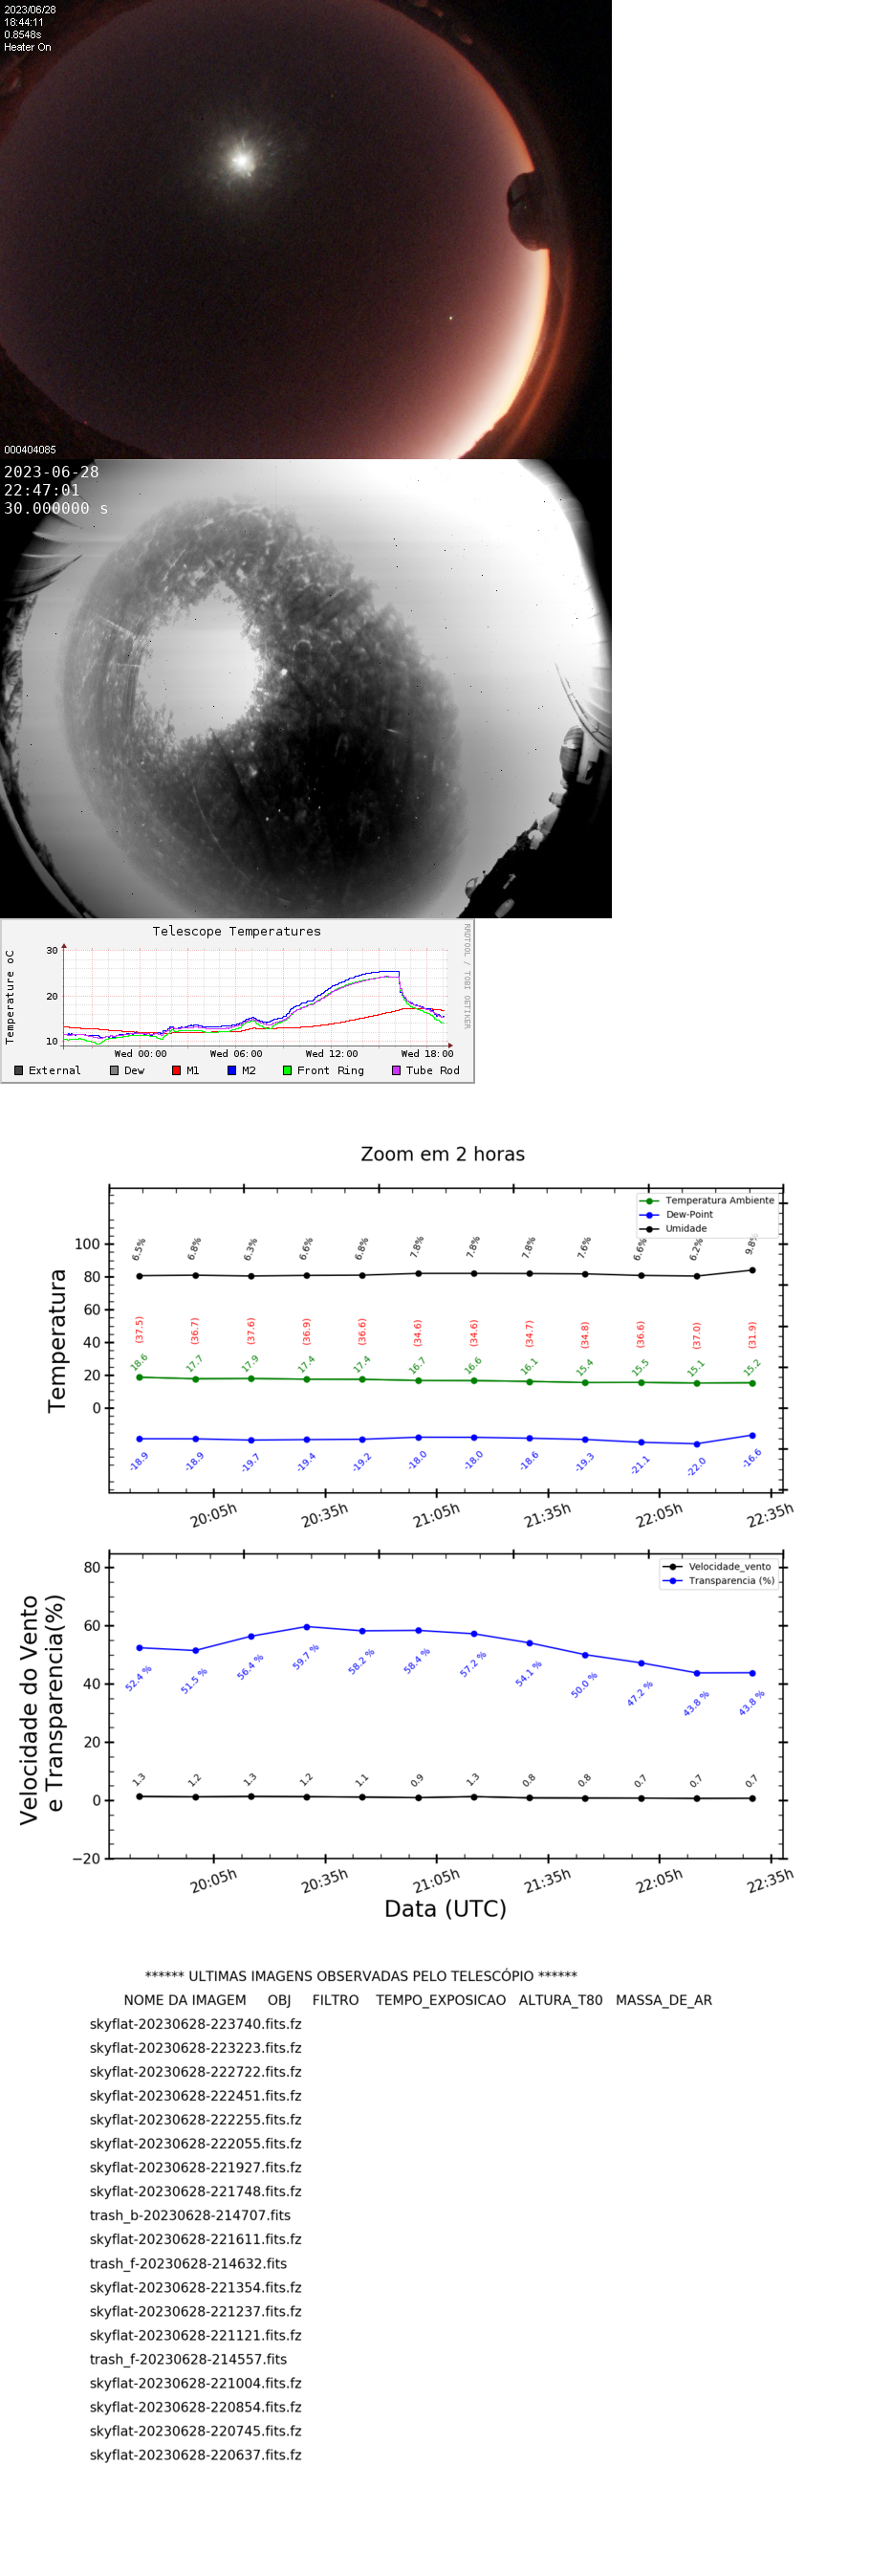 2023/06/28
18:44:11
0.8548s
Heater On
000404085
2023-06-28
22:47:01
30.000000 s
Telescope Temperatures
RRDTOOL / TOBI OETIKER
Temperature oC
30
20
10
Wed 00:00 Wed 06:00 Wed 12:00 Wed 18:00
External Dew M1 M2 Front Ring Tube Rod
Zoom em 2 horas
Temperatura Ambiente
Dew-Point
Umidade
Temperatura
100
80
60
40
20
0
6.5% 6.8% 6.3% 6.6% 6.8% 7.8% 7.8% 7.8% 7.6% 6.6% 6.2% 9.8%
(37.5) (36.7) (37.6) (36.9) (36.6) (34.6) (34.6) (34.7) (34.8) (36.6) (37.0) (31.9)
18.6 17.7 17.9 17.4 17.4 16.7 16.6 16.1 15.4 15.5 15.1 15.2
-18.9 -18.9 -19.7 -19.4 -19.2 -18.0 -18.0 -18.6 -19.3 -21.1 -22.0 -16.6
20:05h 20:35h 21:05h 21:35h 22:05h 22:35h
Velocidade_vento
Transparencia (%)
Velocidade do Vento
e Transparencia(%)
80
60
40
20
0
−20
52.4 % 51.5 % 56.4 % 59.7 % 58.2 % 58.4 % 57.2 % 54.1 % 50.0 % 47.2 % 43.8 % 43.8 %
1.3 1.2 1.3 1.2 1.1 0.9 1.3 0.8 0.8 0.7 0.7 0.7
20:05h 20:35h 21:05h 21:35h 22:05h 22:35h
Data (UTC)
****** ULTIMAS IMAGENS OBSERVADAS PELO TELESCÓPIO ******
NOME DA IMAGEM OBJ FILTRO TEMPO_EXPOSICAO ALTURA_T80 MASSA_DE_AR
skyflat-20230628-223740.fits.fz
skyflat-20230628-223223.fits.fz
skyflat-20230628-222722.fits.fz
skyflat-20230628-222451.fits.fz
skyflat-20230628-222255.fits.fz
skyflat-20230628-222055.fits.fz
skyflat-20230628-221927.fits.fz
skyflat-20230628-221748.fits.fz
trash_b-20230628-214707.fits
skyflat-20230628-221611.fits.fz
trash_f-20230628-214632.fits
skyflat-20230628-221354.fits.fz
skyflat-20230628-221237.fits.fz
skyflat-20230628-221121.fits.fz
trash_f-20230628-214557.fits
skyflat-20230628-221004.fits.fz
skyflat-20230628-220854.fits.fz
skyflat-20230628-220745.fits.fz
skyflat-20230628-220637.fits.fz